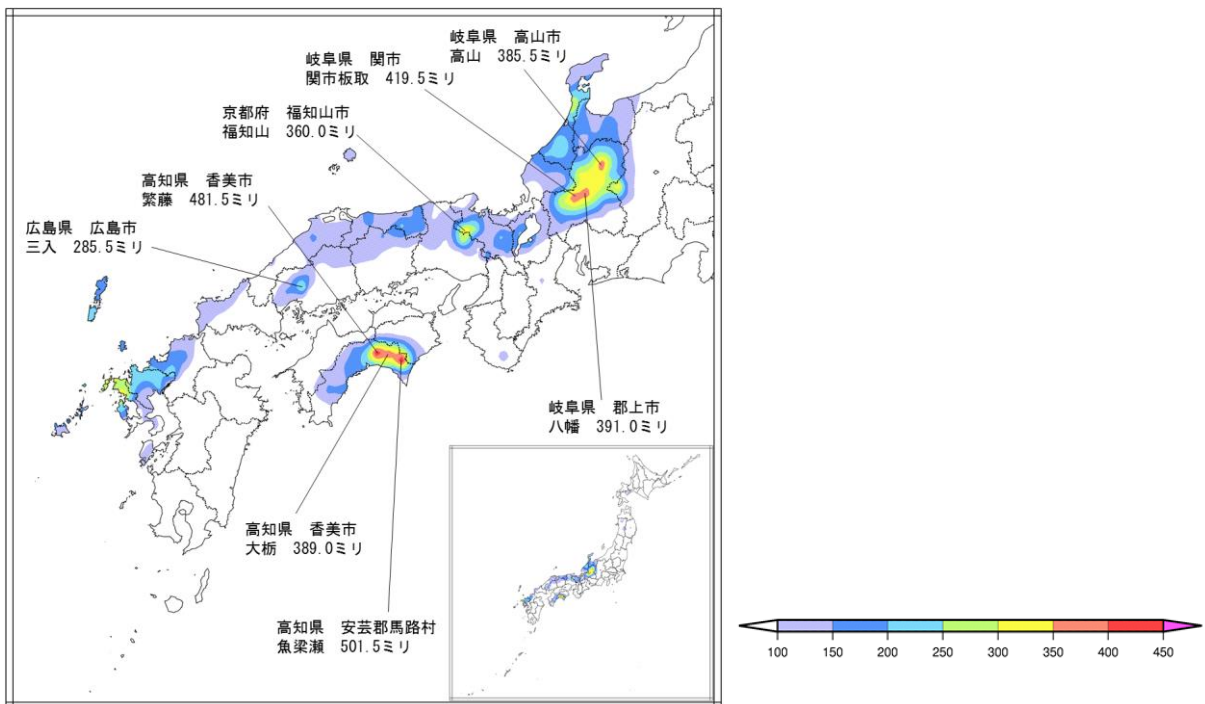 岐阜県　高山市
高山　385.5ミリ
岐阜県　関市
関市板取　419.5ミリ
京都府　福知山市
福知山　360.0ミリ
高知県　香美市
繁藤　481.5ミリ
広島県　広島市
三入　285.5ミリ
岐阜県　郡上市
八幡　391.0ミリ
高知県　香美市
大栃　389.0ミリ
高知県　安芸郡馬路村
魚梁瀬　501.5ミリ
100 150 200 250 300 350 400 450